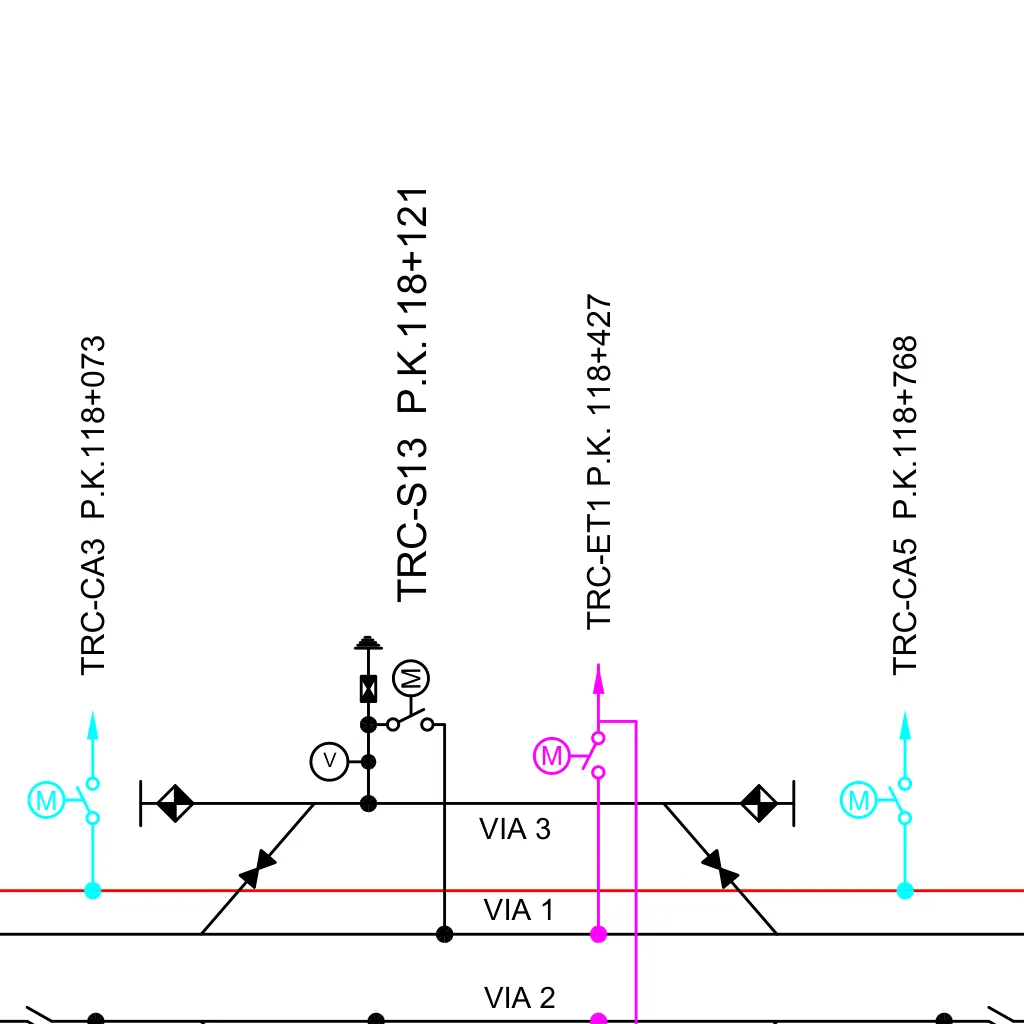 TRC-CA3 P.K.118+073
TRC-S13 P.K.118+121
TRC-ET1 P.K. 118+427
TRC-CA5 P.K.118+768
M
V
M
M
M
VIA 3
VIA 1
VIA 2